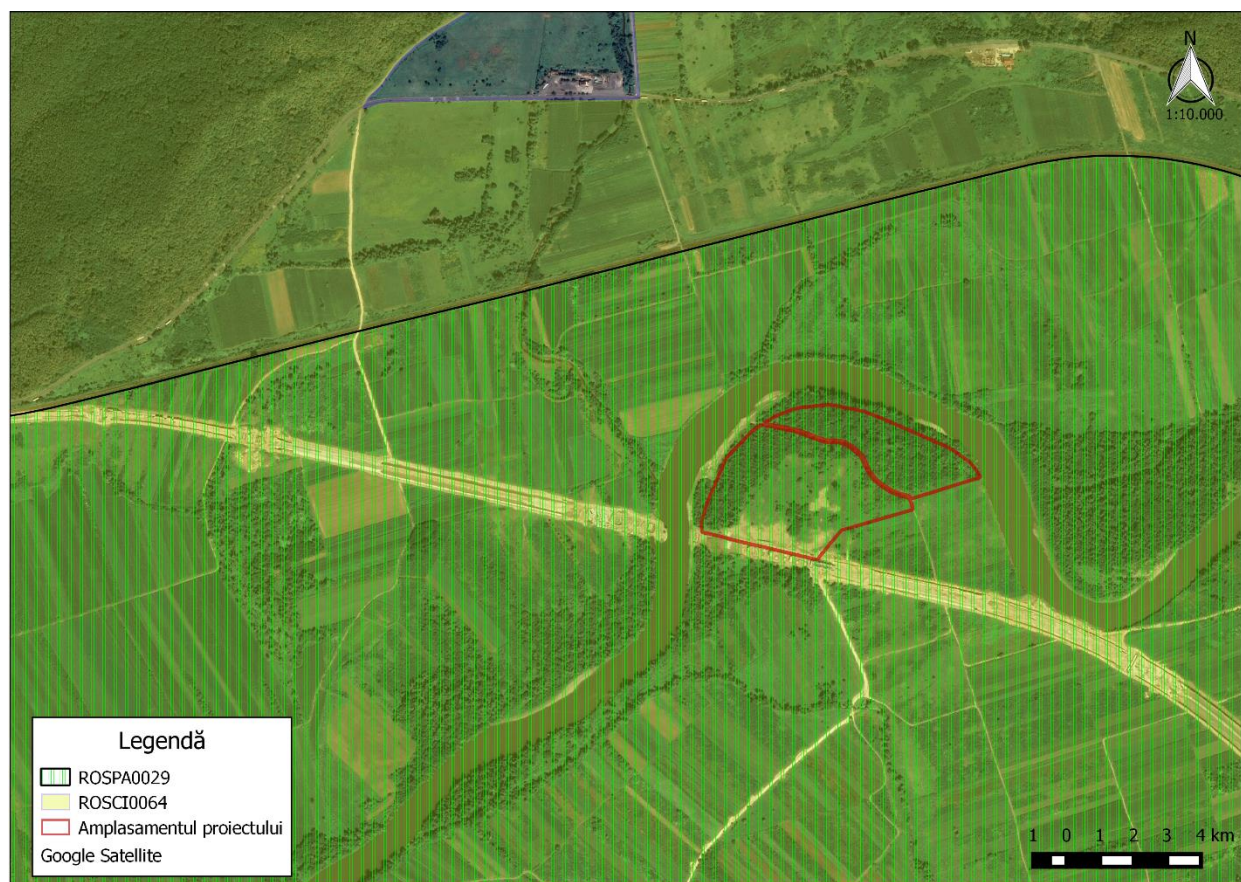 N
1:10.000
Legendă
ROSPA0029
ROSCI0064
Amplasamentul proiectului
Google Satellite
1 0 1 2 3 4 km